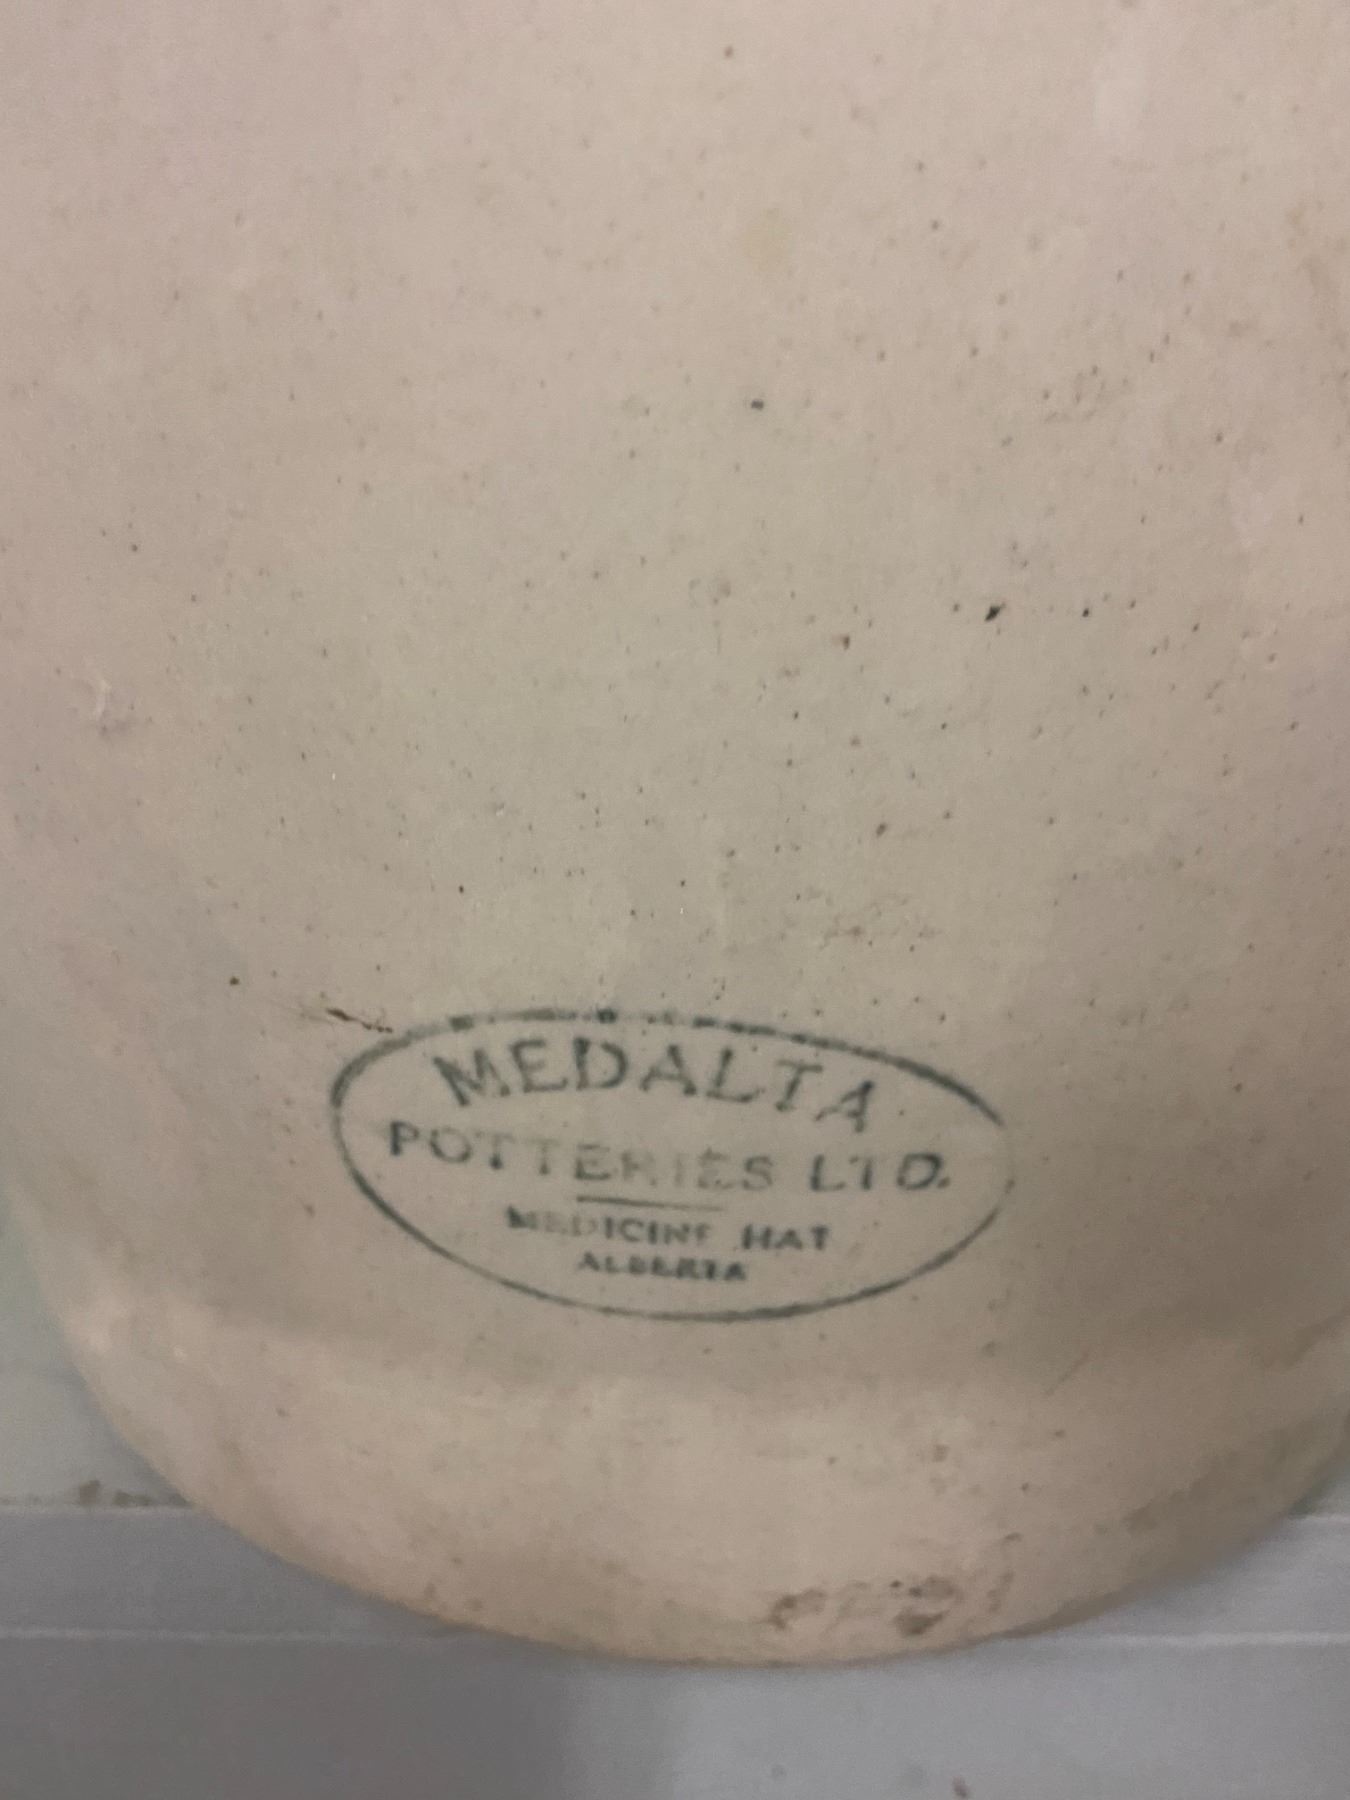 MEDALTA
POTTERIES LTD.
MEDICINE HAT
ALBERTA